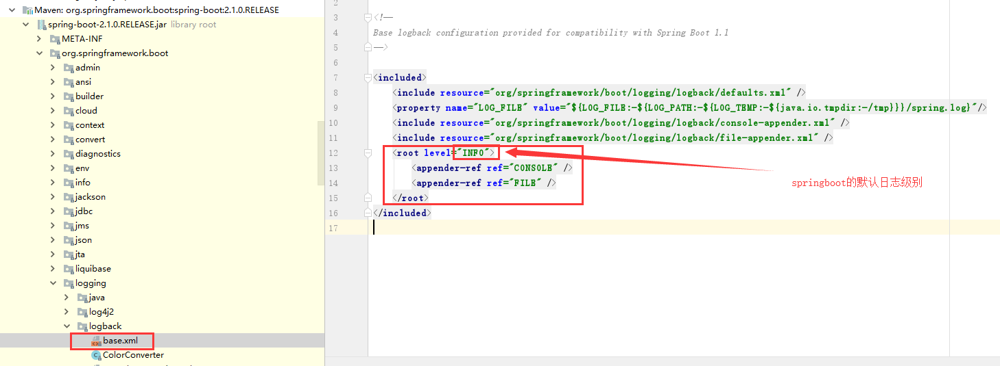 Maven: org.springframework.boot:spring-boot:2.1.0.RELEASE
spring-boot-2.1.0.RELEASE.jar library root
META-INF
org.springframework.boot
admin
ansi
builder
cloud
context
convert
diagnostics
env
info
jackson
jdbc
jms
json
jta
liquibase
logging
java
log4j2
logback
base.xml
ColorConverter
2
3 <!--
4 Base logback configuration provided for compatibility with Spring Boot 1.1
5 -->
6
7 <included>
8 <include resource="org/springframework/boot/logging/logback/defaults.xml" />
9 <property name="LOG_FILE" value="${LOG_FILE:-${LOG_PATH:-${LOG_TEMP:-${java.io.tmpdir:-/tmp}}}/spring.log}"/>
10 <include resource="org/springframework/boot/logging/logback/console-appender.xml" />
11 <include resource="org/springframework/boot/logging/logback/file-appender.xml" />
12 <root level="INFO">
13 <appender-ref ref="CONSOLE" />
14 <appender-ref ref="FILE" />
15 </root>
16 </included>
17
springboot的默认日志级别